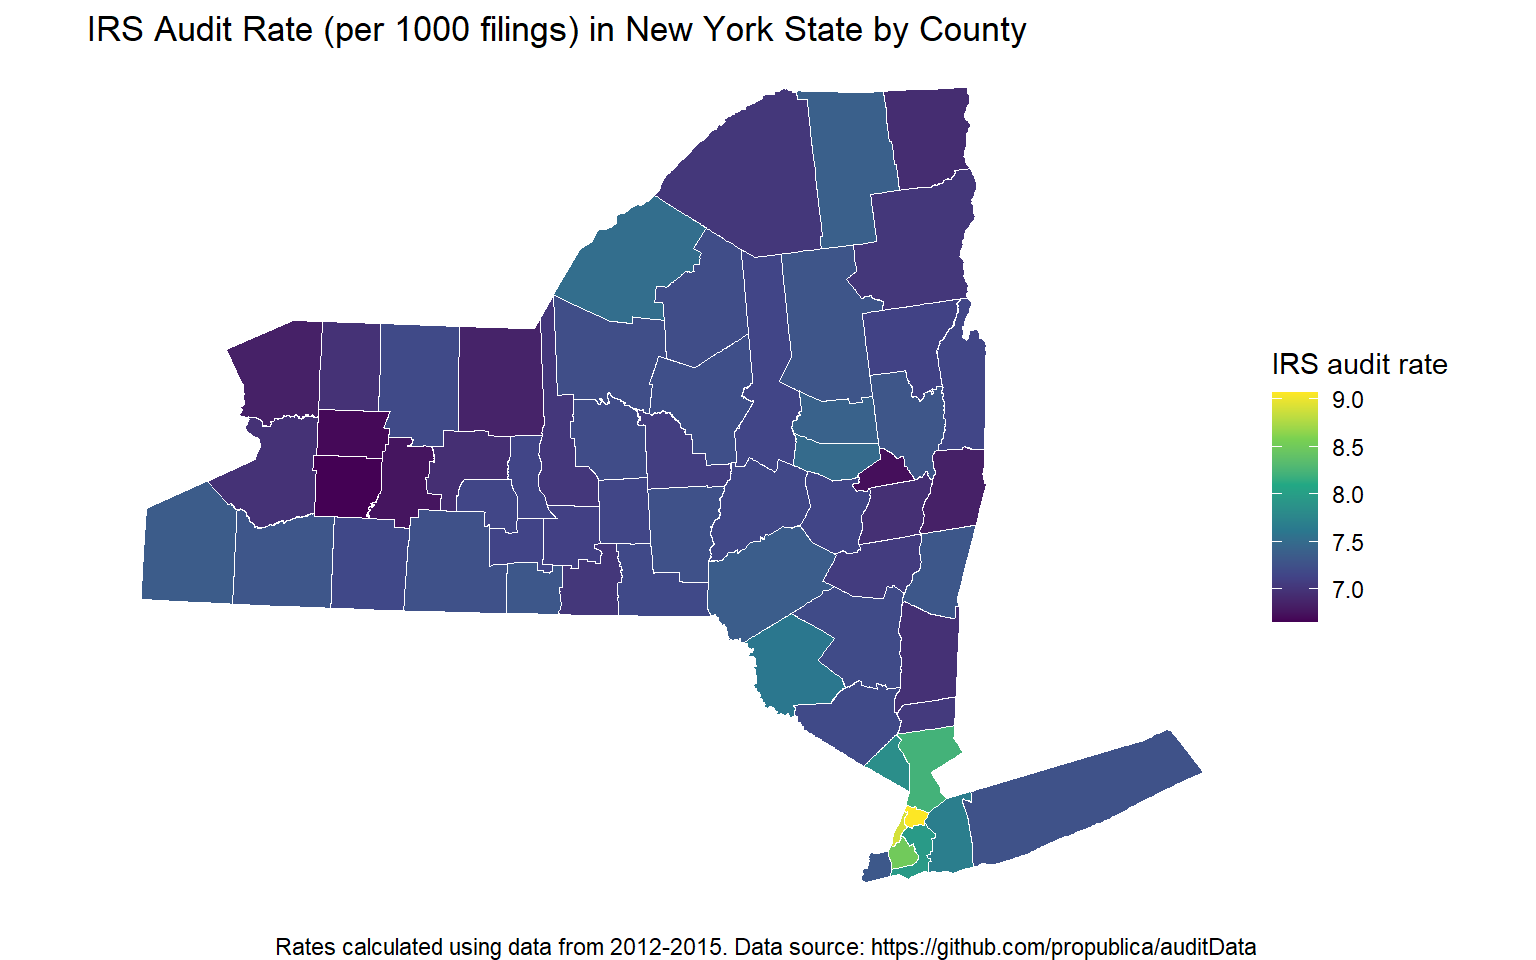 IRS Audit Rate (per 1000 filings) in New York State by County
IRS audit rate
9.0
8.5
8.0
7.5
7.0
Rates calculated using data from 2012-2015. Data source: https://github.com/propublica/auditData